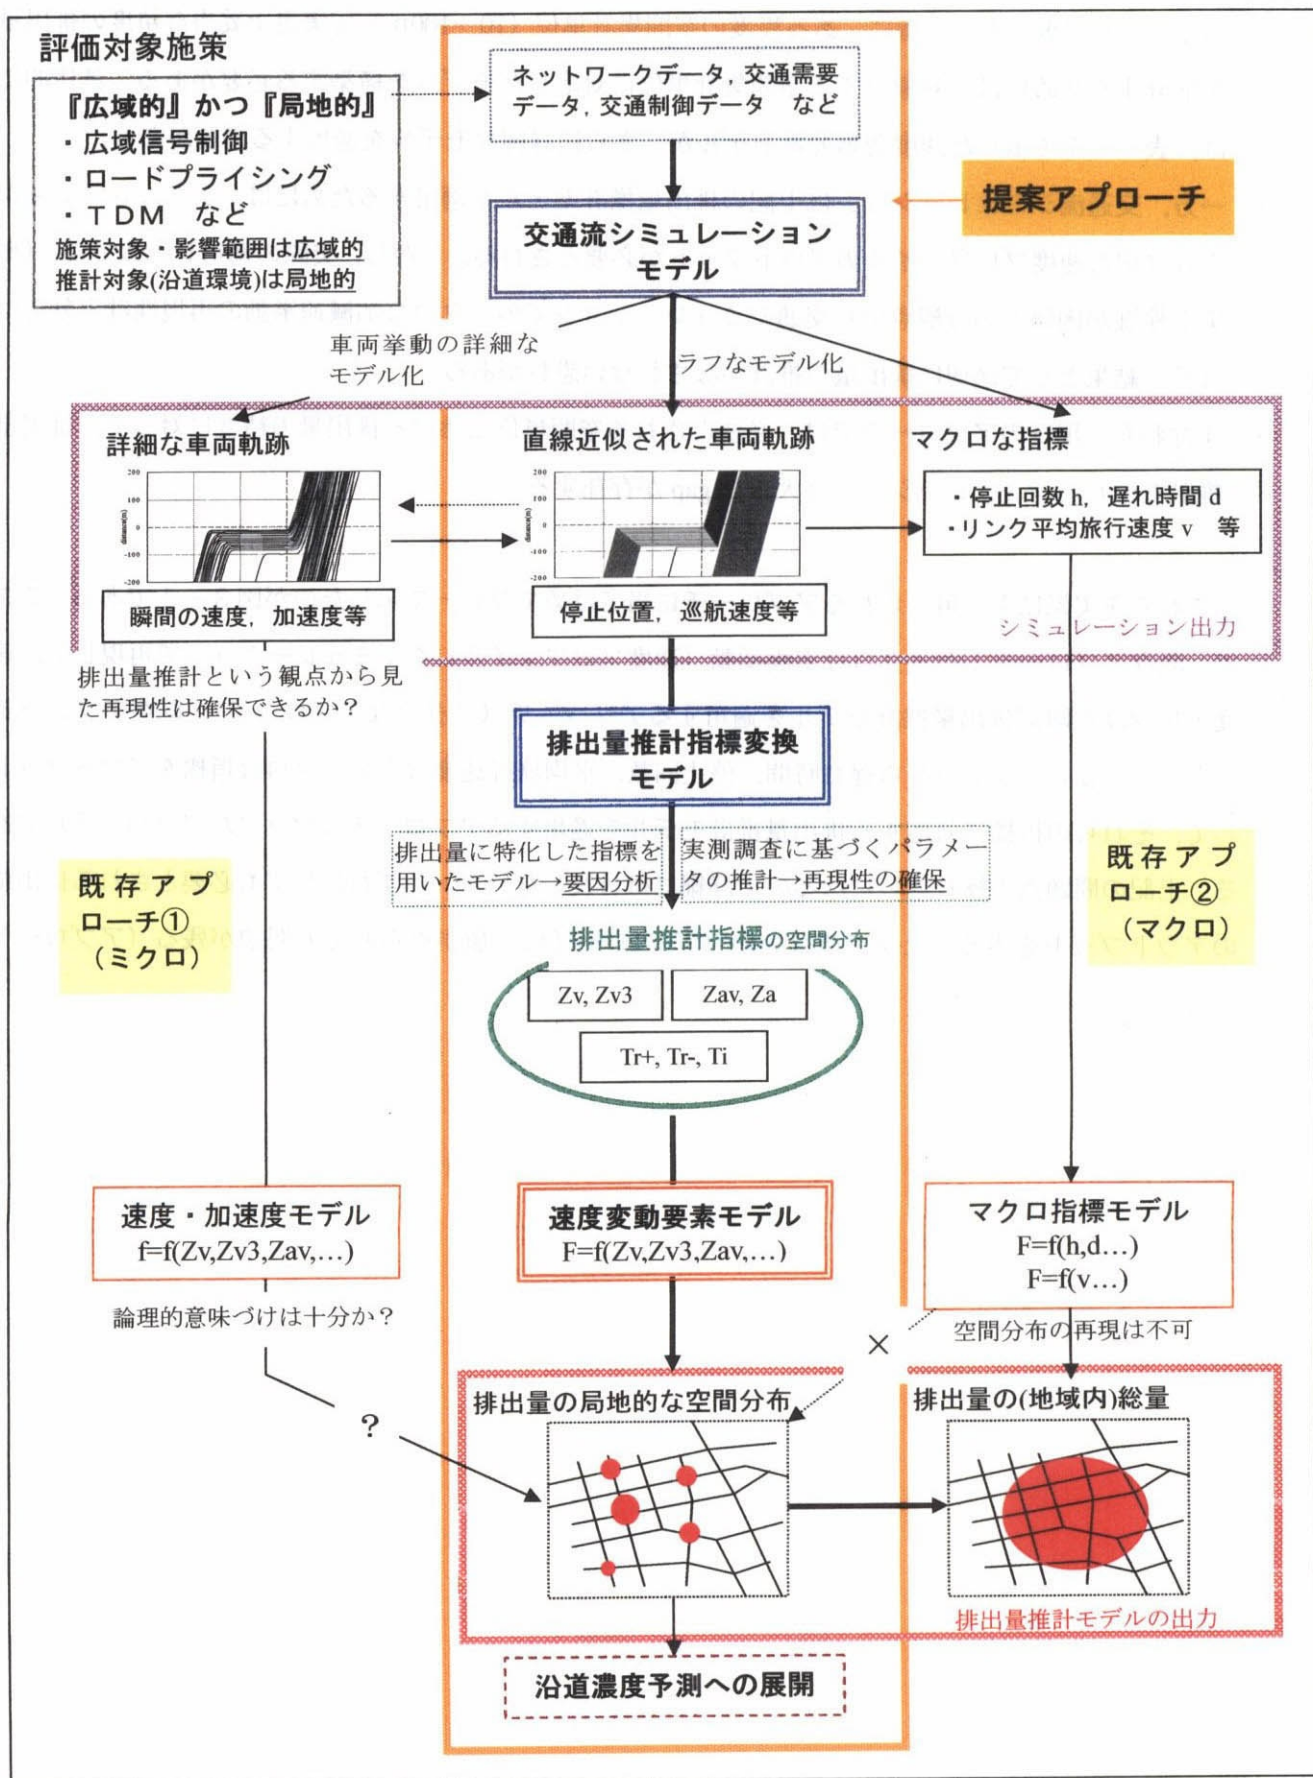 評価対象施策
『広域的』かつ『局地的』
・広域信号制御
・ロードプライシング
・TDM など
施策対象・影響範囲は広域的
推計対象(沿道環境)は局地的
ネットワークデータ, 交通需要
データ, 交通制御データ など
提案アプローチ
交通流シミュレーション
モデル
車両挙動の詳細な
モデル化
ラフなモデル化
詳細な車両軌跡
200
100
0
-100
-200
distance(m)
瞬間の速度, 加速度等
直線近似された車両軌跡
200
100
0
-100
-200
distance(m)
停止位置, 巡航速度等
マクロな指標
・停止回数 h, 遅れ時間 d
・リンク平均旅行速度 v 等
シミュレーション出力
排出量推計という観点から見
た再現性は確保できるか?
排出量推計指標変換
モデル
排出量に特化した指標を
用いたモデル→要因分析
実測調査に基づくパラメー
タの推計→再現性の確保
既存アプ
ローチ①
(ミクロ)
既存アプ
ローチ②
(マクロ)
排出量推計指標の空間分布
Zv, Zv3
Zav, Za
Tr+, Tr-, Ti
速度・加速度モデル
f=f(Zv,Zv3,Zav,…)
速度変動要素モデル
F=f(Zv,Zv3,Zav,…)
マクロ指標モデル
F=f(h,d…)
F=f(v…)
論理的意味づけは十分か?
空間分布の再現は不可
×
?
排出量の局地的な空間分布
排出量の(地域内)総量
排出量推計モデルの出力
沿道濃度予測への展開